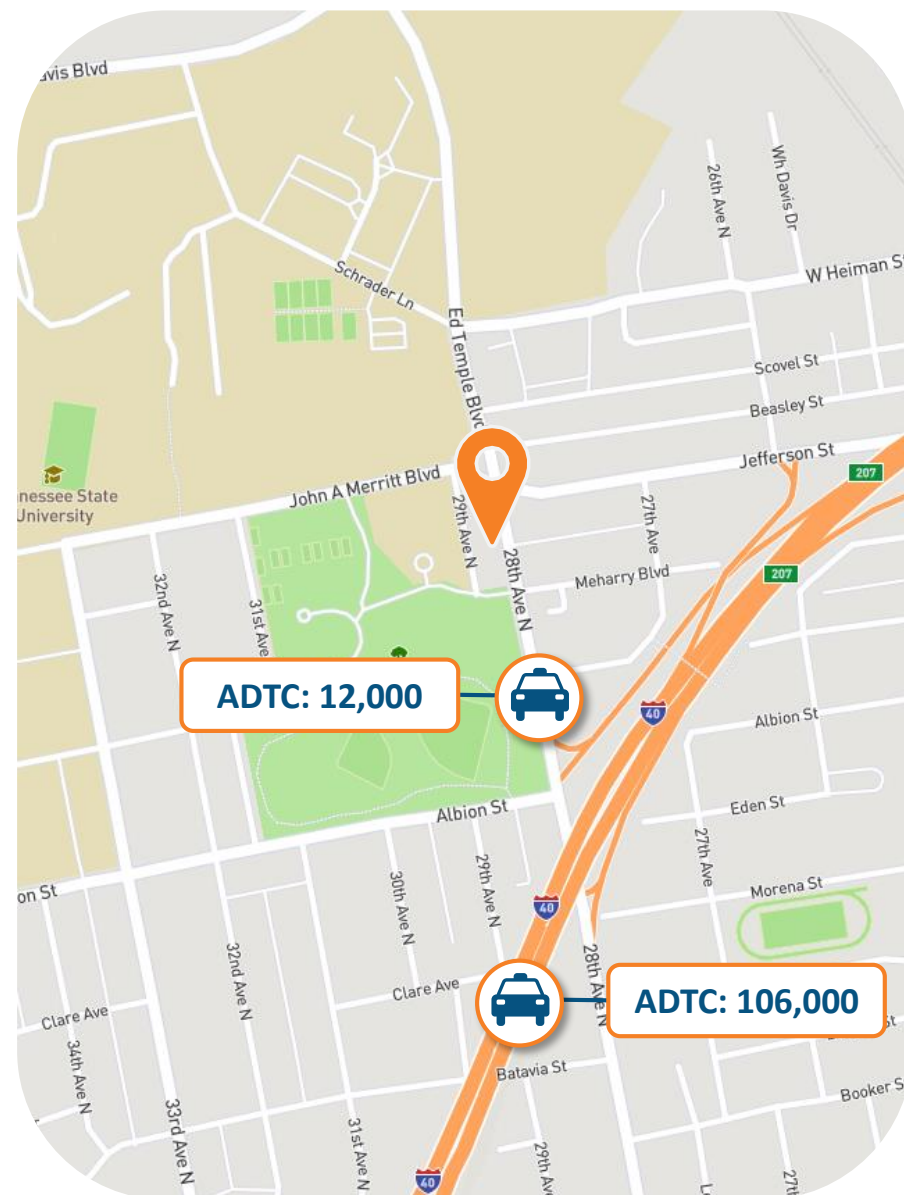 avis Blvd
Wh Davis Dr
26th Ave N
W Heiman St
Schrader Ln
Ed Temple Blvd
Scovel St
Beasley St
Jefferson St
207
John A Merritt Blvd
nessee State
University
29th Ave N
27th Ave
28th Ave N
Meharry Blvd
207
32nd Ave N
31st Ave
ADTC: 12,000
40
Albion St
Eden St
Albion St
27th Ave
30th Ave N
29th Ave N
Morena St
on St
40
32nd Ave N
28th Ave N
Clare Ave
ADTC: 106,000
Clare Ave
34th Ave N
Batavia St
Booker S
33rd Ave N
31st Ave N
29th Av
27t
40